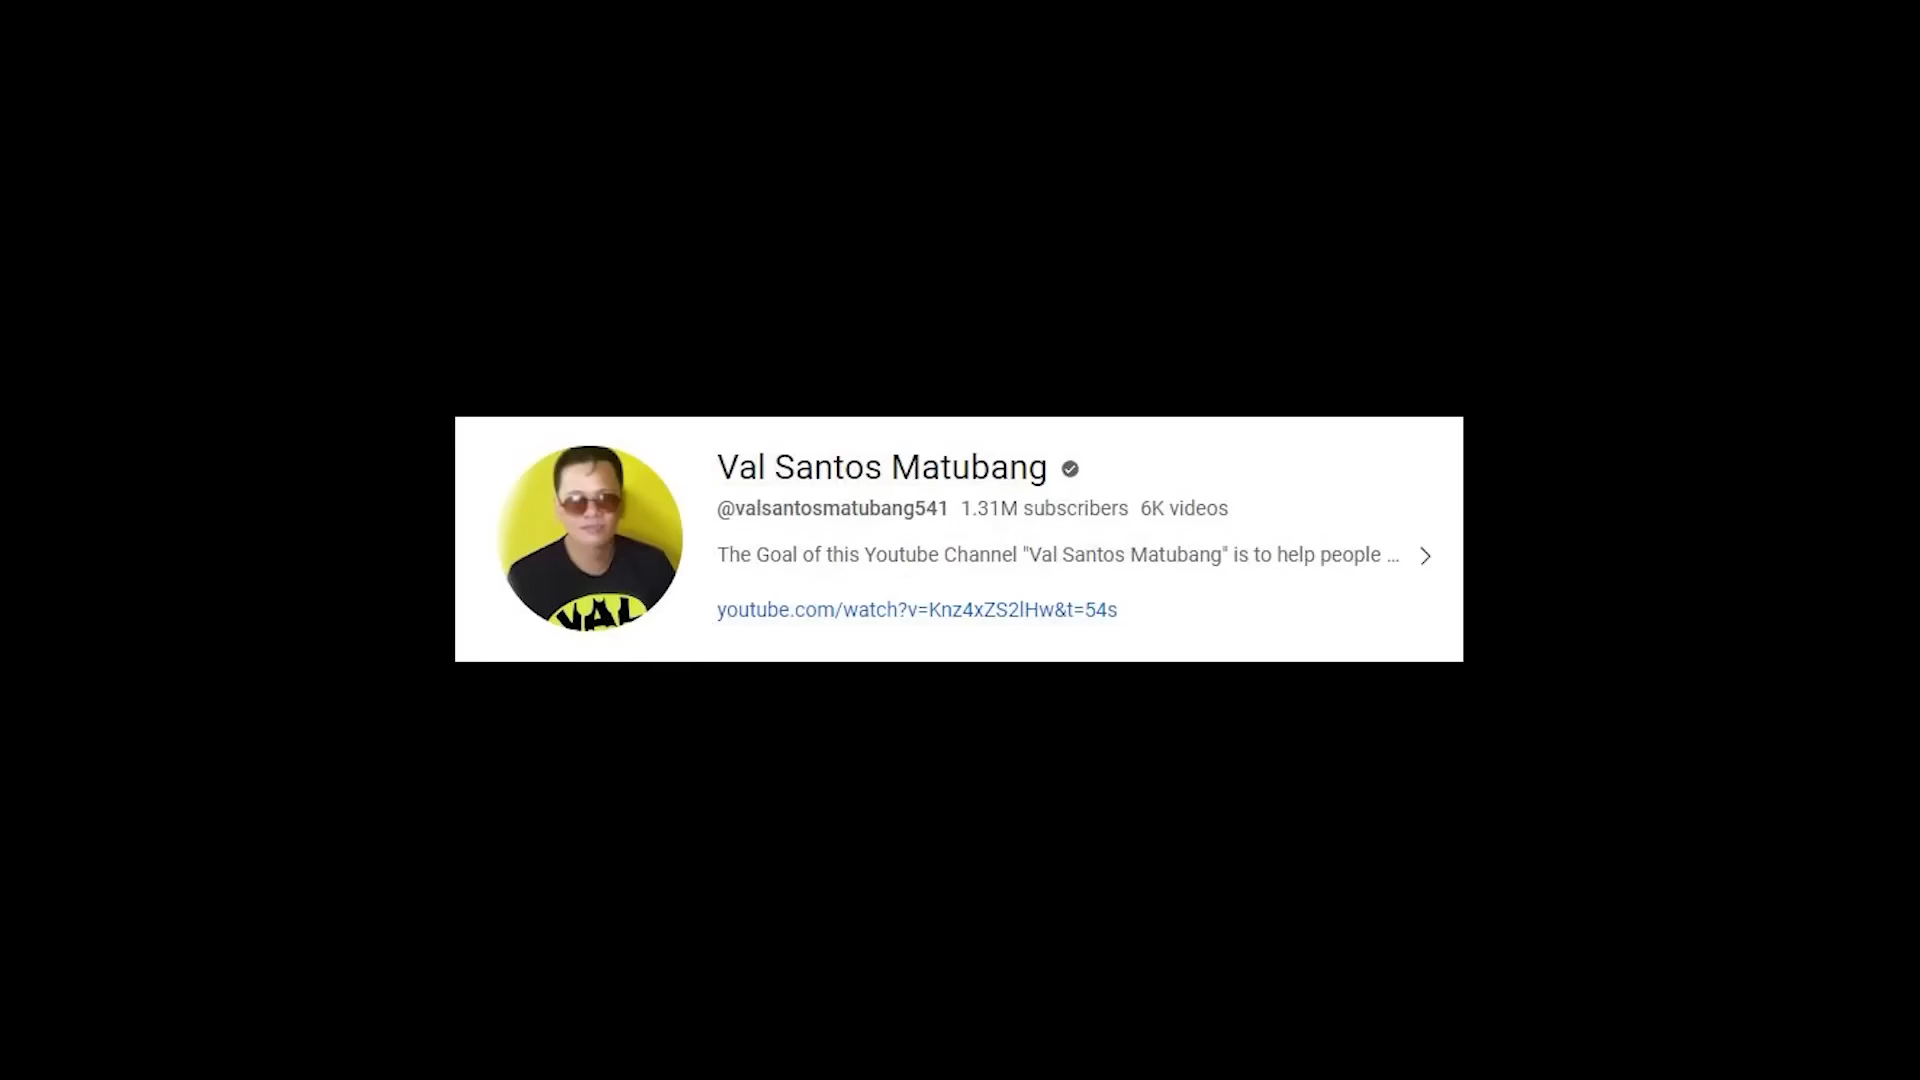 Val Santos Matubang
@valsantosmatubang541 1.31M subscribers 6K videos
The Goal of this Youtube Channel "Val Santos Matubang" is to help people ...
youtube.com/watch?v=Knz4xZS2lHw&t=54s
VAL